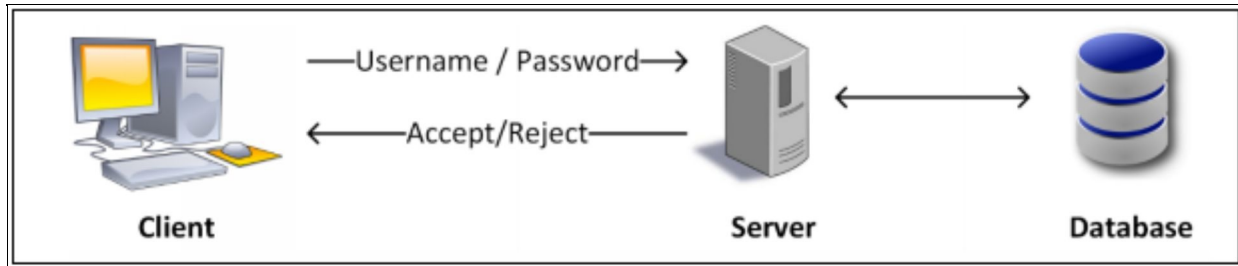 Username / Password
Accept/Reject
Client
Server
Database